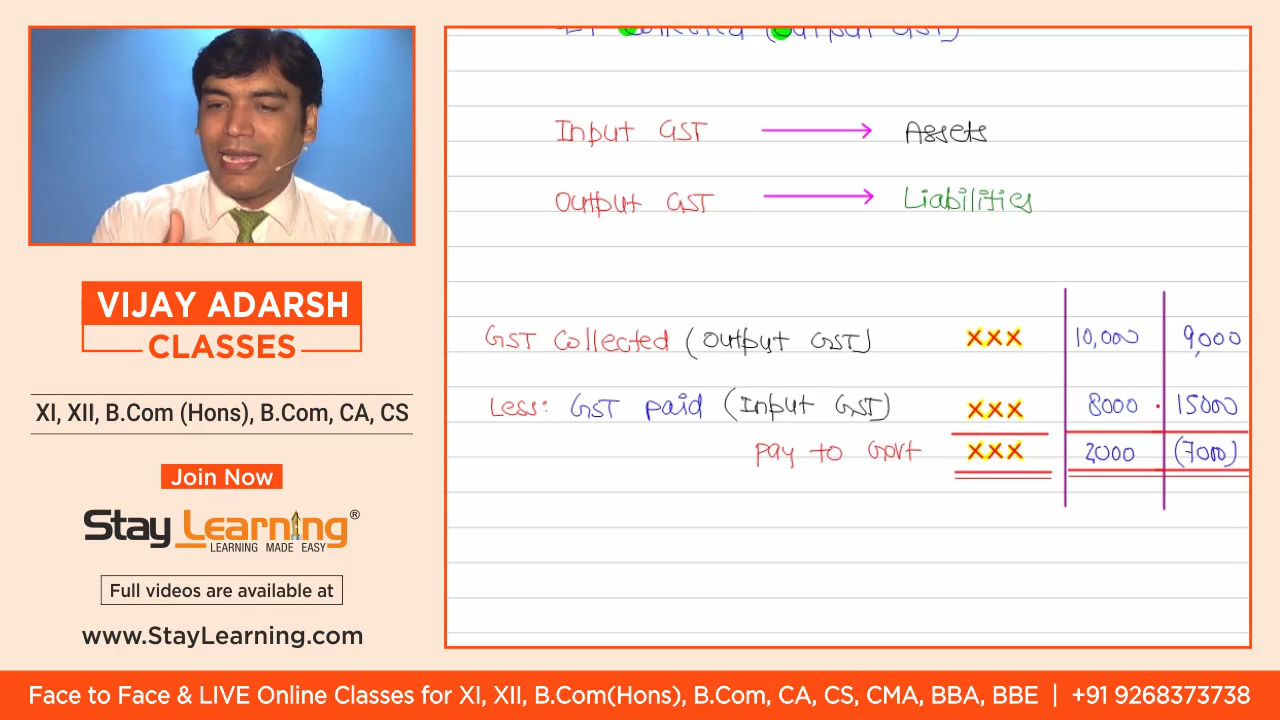 VIJAY ADARSH
CLASSES
XI, XII, B.Com (Hons), B.Com, CA, CS
Join Now
Stay Learning®
LEARNING MADE EASY
Full videos are available at
www.StayLearning.com
Collected (Output GST)
Input GST → Assets
Output GST → Liabilities
GST Collected (Output GST) xxx 10,000 9,000
Less: GST paid (Input GST) xxx 8000 15000
Pay to Govt xxx 2000 (7000)
Face to Face & LIVE Online Classes for XI, XII, B.Com(Hons), B.Com, CA, CS, CMA, BBA, BBE | +91 9268373738